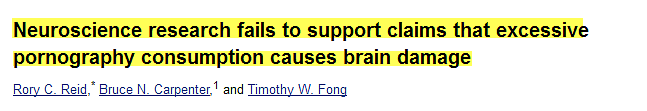 Neuroscience research fails to support claims that excessive
pornography consumption causes brain damage
Rory C. Reid,* Bruce N. Carpenter,1 and Timothy W. Fong